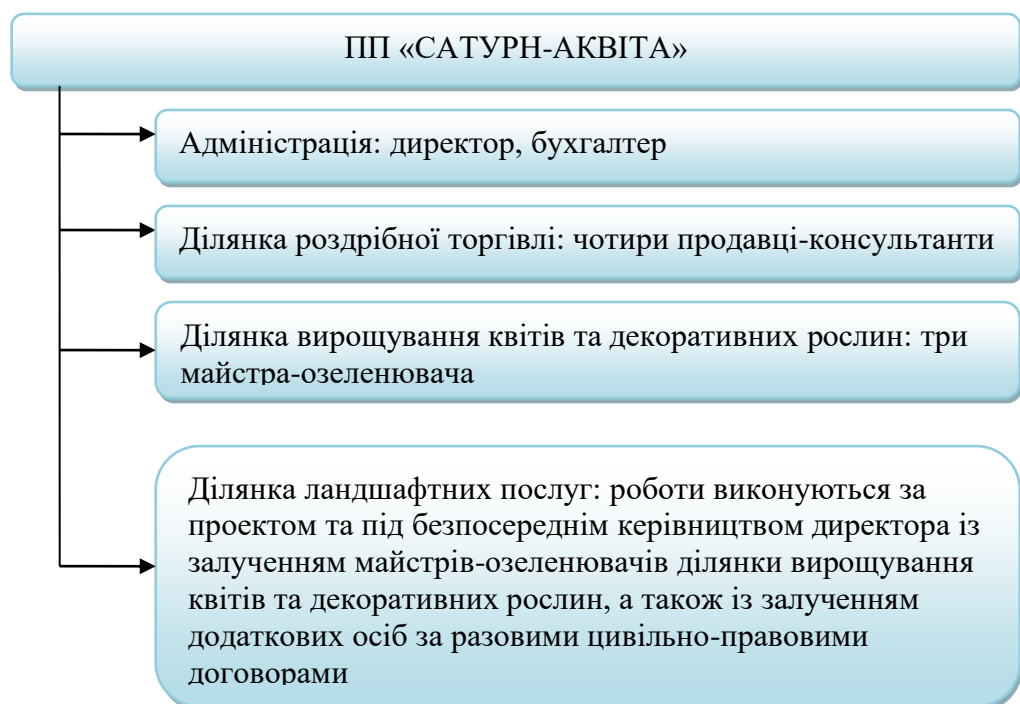 ПП «САТУРН-АКВІТА»
Адміністрація: директор, бухгалтер
Ділянка роздрібної торгівлі: чотири продавці-консультанти
Ділянка вирощування квітів та декоративних рослин: три
майстра-озеленювача
Ділянка ландшафтних послуг: роботи виконуються за
проектом та під безпосереднім керівництвом директора із
залученням майстрів-озеленювачів ділянки вирощування
квітів та декоративних рослин, а також із залученням
додаткових осіб за разовими цивільно-правовими
договорами